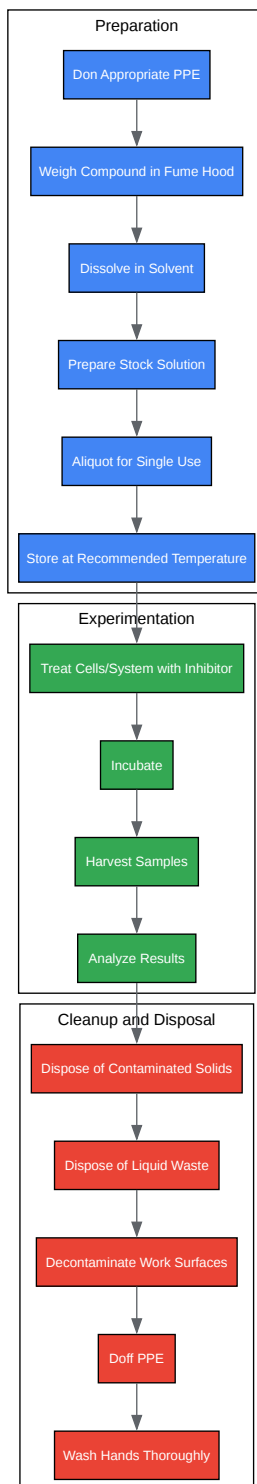 Preparation
Don Appropriate PPE
Weigh Compound in Fume Hood
Dissolve in Solvent
Prepare Stock Solution
Aliquot for Single Use
Store at Recommended Temperature
Experimentation
Treat Cells/System with Inhibitor
Incubate
Harvest Samples
Analyze Results
Cleanup and Disposal
Dispose of Contaminated Solids
Dispose of Liquid Waste
Decontaminate Work Surfaces
Doff PPE
Wash Hands Thoroughly